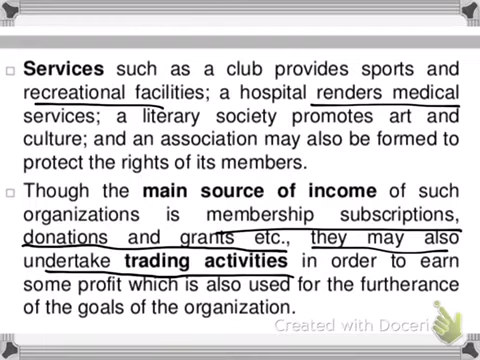 Services such as a club provides sports and
recreational facilities; a hospital renders medical
services; a literary society promotes art and
culture; and an association may also be formed to
protect the rights of its members.
Though the main source of income of such
organizations is membership subscriptions,
donations and grants etc., they may also
undertake trading activities in order to earn
some profit which is also used for the furtherance
of the goals of the organization.
Created with Doceri